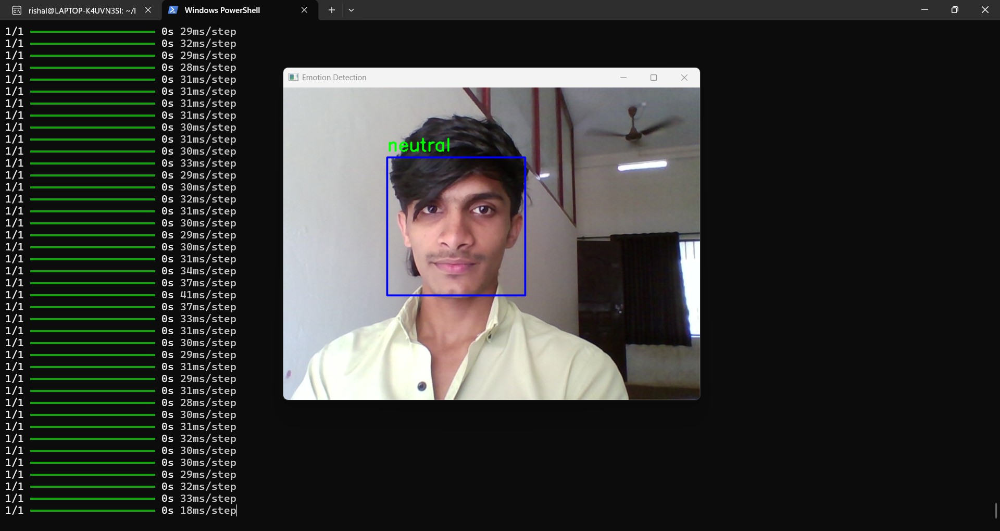 rishal@LAPTOP-K4UVN3SI: ~/I
Windows PowerShell
1/1 0s 29ms/step
1/1 0s 32ms/step
1/1 0s 29ms/step
1/1 0s 28ms/step
1/1 0s 31ms/step
1/1 0s 31ms/step
1/1 0s 31ms/step
1/1 0s 31ms/step
1/1 0s 30ms/step
1/1 0s 31ms/step
1/1 0s 30ms/step
1/1 0s 33ms/step
1/1 0s 29ms/step
1/1 0s 30ms/step
1/1 0s 32ms/step
1/1 0s 31ms/step
1/1 0s 30ms/step
1/1 0s 29ms/step
1/1 0s 30ms/step
1/1 0s 31ms/step
1/1 0s 34ms/step
1/1 0s 37ms/step
1/1 0s 41ms/step
1/1 0s 37ms/step
1/1 0s 33ms/step
1/1 0s 31ms/step
1/1 0s 30ms/step
1/1 0s 29ms/step
1/1 0s 31ms/step
1/1 0s 29ms/step
1/1 0s 31ms/step
1/1 0s 28ms/step
1/1 0s 30ms/step
1/1 0s 31ms/step
1/1 0s 32ms/step
1/1 0s 30ms/step
1/1 0s 30ms/step
1/1 0s 29ms/step
1/1 0s 32ms/step
1/1 0s 33ms/step
1/1 0s 18ms/step
Emotion Detection
neutral